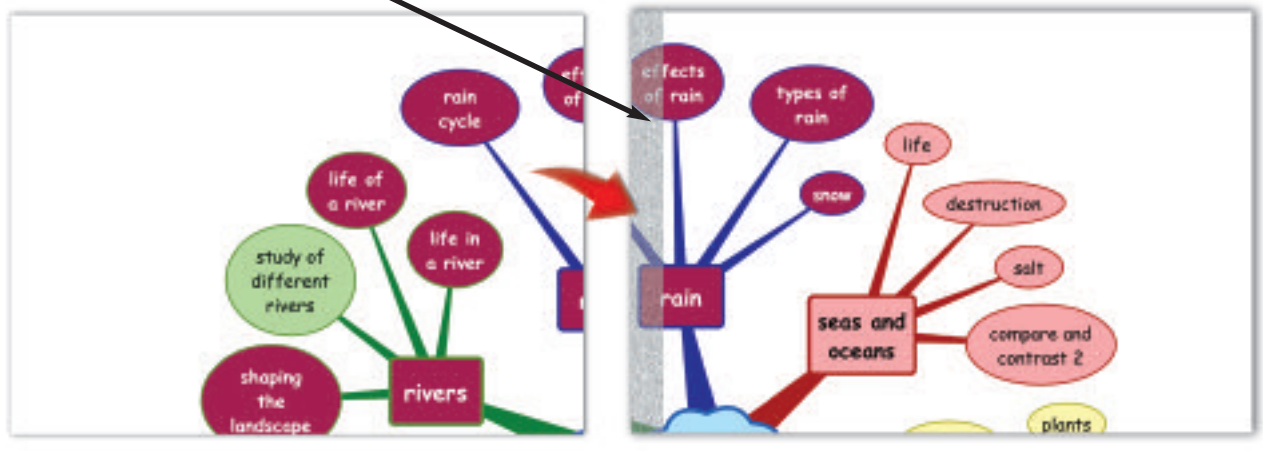 rain
cycle
life of
a river
life in
a river
study of
different
rivers
shaping
the
landscape
rivers
of
effects
of rain
types of
rain
snow
rain
life
destruction
salt
compare and
contrast 2
seas and
oceans
plants